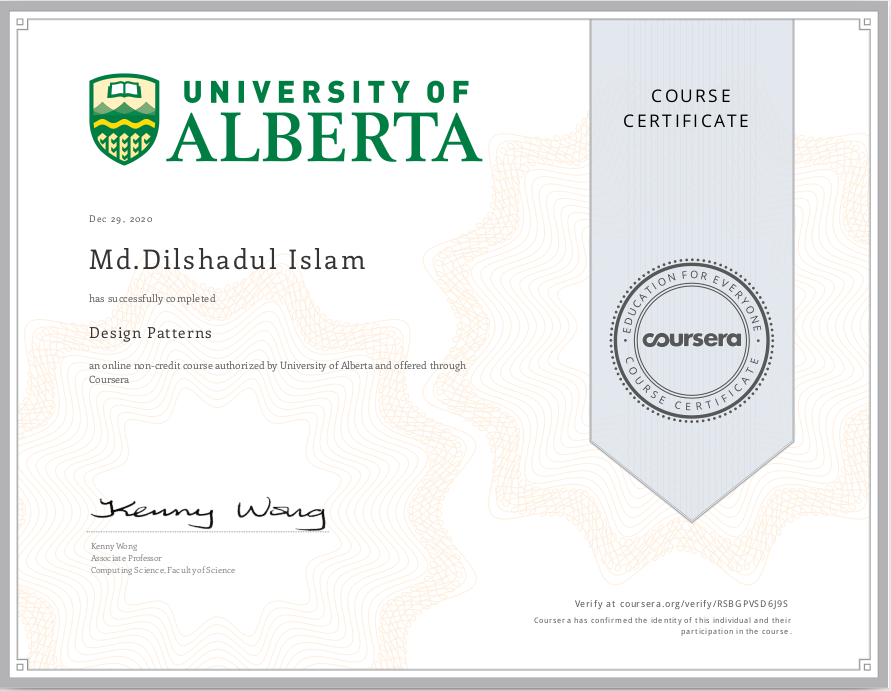 UNIVERSITY OF
ALBERTA
COURSE
CERTIFICATE
Dec 29, 2020
Md.Dilshadul Islam
has successfully completed
Design Patterns
an online non-credit course authorized by University of Alberta and offered through
Coursera
EDUCATION FOR EVERYONE
coursera
COURSE CERTIFICATE
Kenny Wong
Kenny Wong
Associate Professor
Computing Science, Faculty of Science
Verify at coursera.org/verify/RSBGPVSD6J9S
Coursera has confirmed the identity of this individual and their
participation in the course.